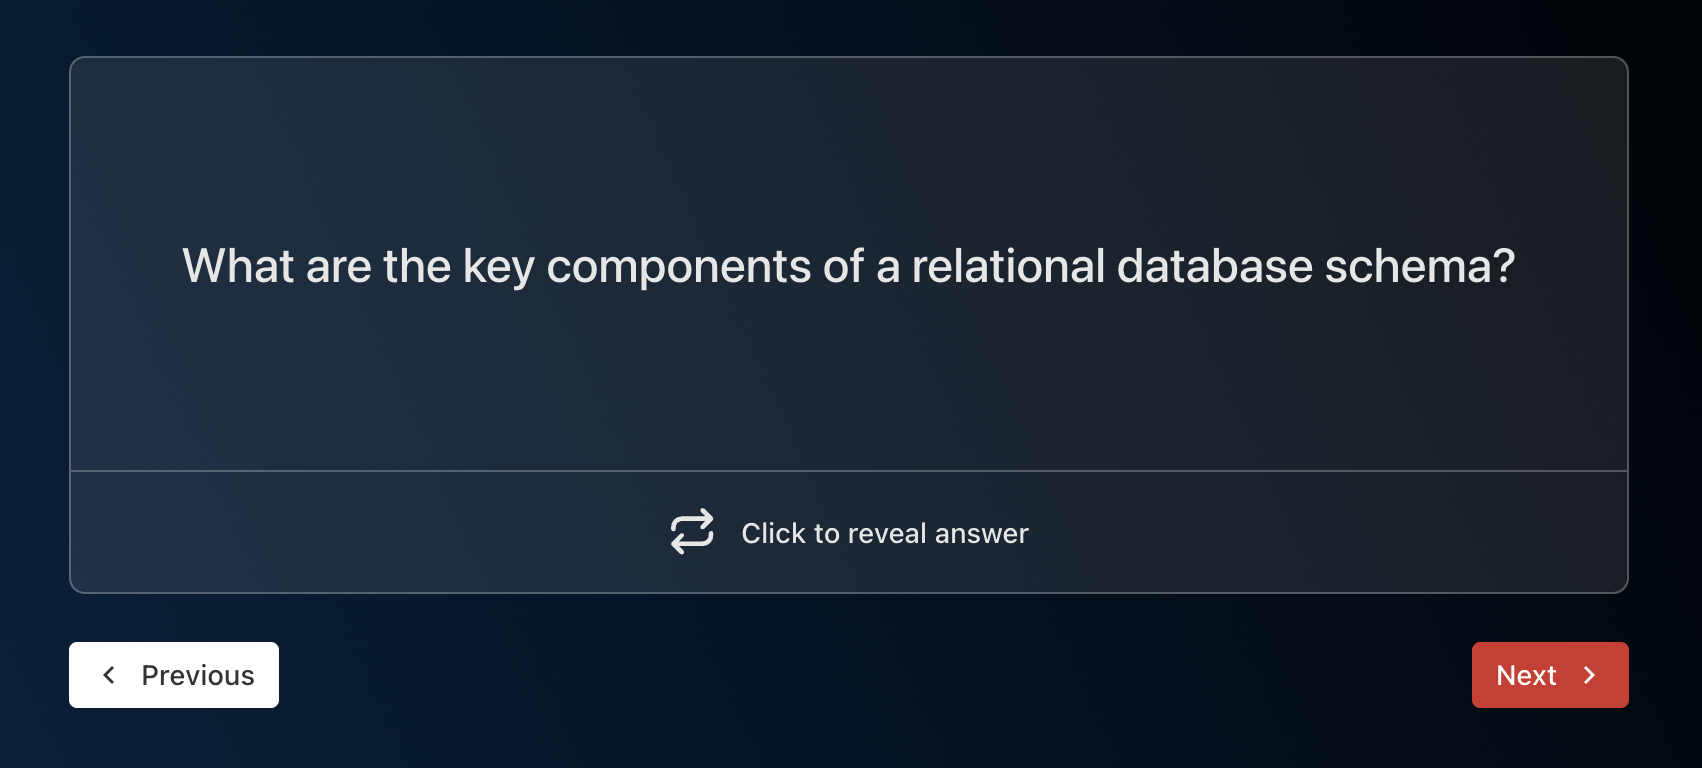 What are the key components of a relational database schema?
Click to reveal answer
Previous
Next